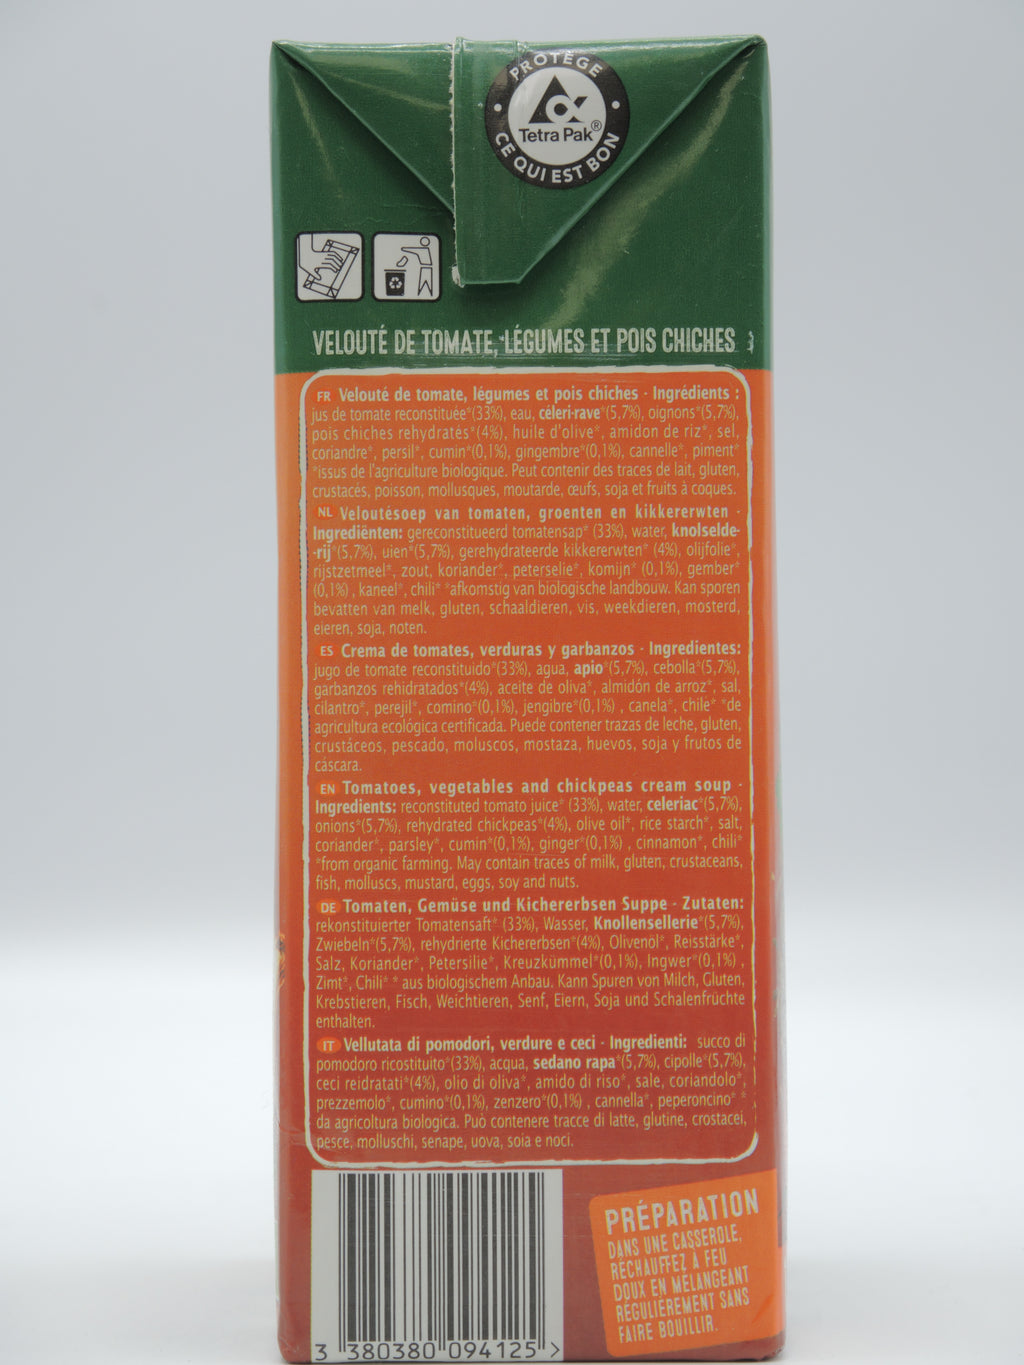 PROTÈGE
Tetra Pak®
CE QUI EST BON
VELOUTÉ DE TOMATE, LÉGUMES ET POIS CHICHES
FR Velouté de tomate, légumes et pois chiches · Ingrédients :
jus de tomate reconstituée*(33%), eau, céleri-rave*(5,7%), oignons*(5,7%),
pois chiches rehydratés*(4%), huile d'olive*, amidon de riz*, sel,
coriandre*, persil*, cumin*(0,1%), gingembre*(0,1%), cannelle*, piment*
*issus de l'agriculture biologique. Peut contenir des traces de lait, gluten,
crustacés, poisson, mollusques, moutarde, œufs, soja et fruits à coques.
NL Veloutésoep van tomaten, groenten en kikkererwten ·
Ingrediënten: gereconstitueerd tomatensap* (33%), water, knolselde-
-rij*(5,7%), uien*(5,7%), gerehydrateerde kikkererwten* (4%), olijfolie*,
rijstzetmeel*, zout, koriander*, peterselie*, komijn* (0,1%), gember*
(0,1%) , kaneel*, chili* *afkomstig van biologische landbouw. Kan sporen
bevatten van melk, gluten, schaaldieren, vis, weekdieren, mosterd,
eieren, soja, noten.
ES Crema de tomates, verduras y garbanzos · Ingredientes:
jugo de tomate reconstituido*(33%), agua, apio*(5,7%), cebolla*(5,7%),
garbanzos rehidratados*(4%), aceite de oliva*, almidón de arroz*, sal,
cilantro*, perejil*, comino*(0,1%), jengibre*(0,1%) , canela*, chile* *de
agricultura ecológica certificada. Puede contener trazas de leche, gluten,
crustáceos, pescado, moluscos, mostaza, huevos, soja y frutos de
cáscara.
EN Tomatoes, vegetables and chickpeas cream soup ·
Ingredients: reconstituted tomato juice* (33%), water, celeriac*(5,7%),
onions*(5,7%), rehydrated chickpeas*(4%), olive oil*, rice starch*, salt,
coriander*, parsley*, cumin*(0,1%), ginger*(0,1%) , cinnamon*, chili*
*from organic farming. May contain traces of milk, gluten, crustaceans,
fish, molluscs, mustard, eggs, soy and nuts.
DE Tomaten, Gemüse und Kichererbsen Suppe · Zutaten:
rekonstituierter Tomatensaft* (33%), Wasser, Knollensellerie*(5,7%),
Zwiebeln*(5,7%), rehydrierte Kichererbsen*(4%), Olivenöl*, Reisstärke*,
Salz, Koriander*, Petersilie*, Kreuzkümmel*(0,1%), Ingwer*(0,1%) ,
Zimt*, Chili* * aus biologischem Anbau. Kann Spuren von Milch, Gluten,
Krebstieren, Fisch, Weichtieren, Senf, Eiern, Soja und Schalenfrüchte
enthalten.
IT Vellutata di pomodori, verdure e ceci · Ingredienti: succo di
pomodoro ricostituito*(33%), acqua, sedano rapa*(5,7%), cipolle*(5,7%),
ceci reidratati*(4%), olio di oliva*, amido di riso*, sale, coriandolo*,
prezzemolo*, cumino*(0,1%), zenzero*(0,1%) , cannella*, peperoncino* *
da agricoltura biologica. Può contenere tracce di latte, glutine, crostacei,
pesce, molluschi, senape, uova, soia e noci.
3 380380 094125 >
PRÉPARATION
DANS UNE CASSEROLE,
RÉCHAUFFEZ À FEU
DOUX EN MÉLANGEANT
RÉGULIÈREMENT SANS
FAIRE BOUILLIR.